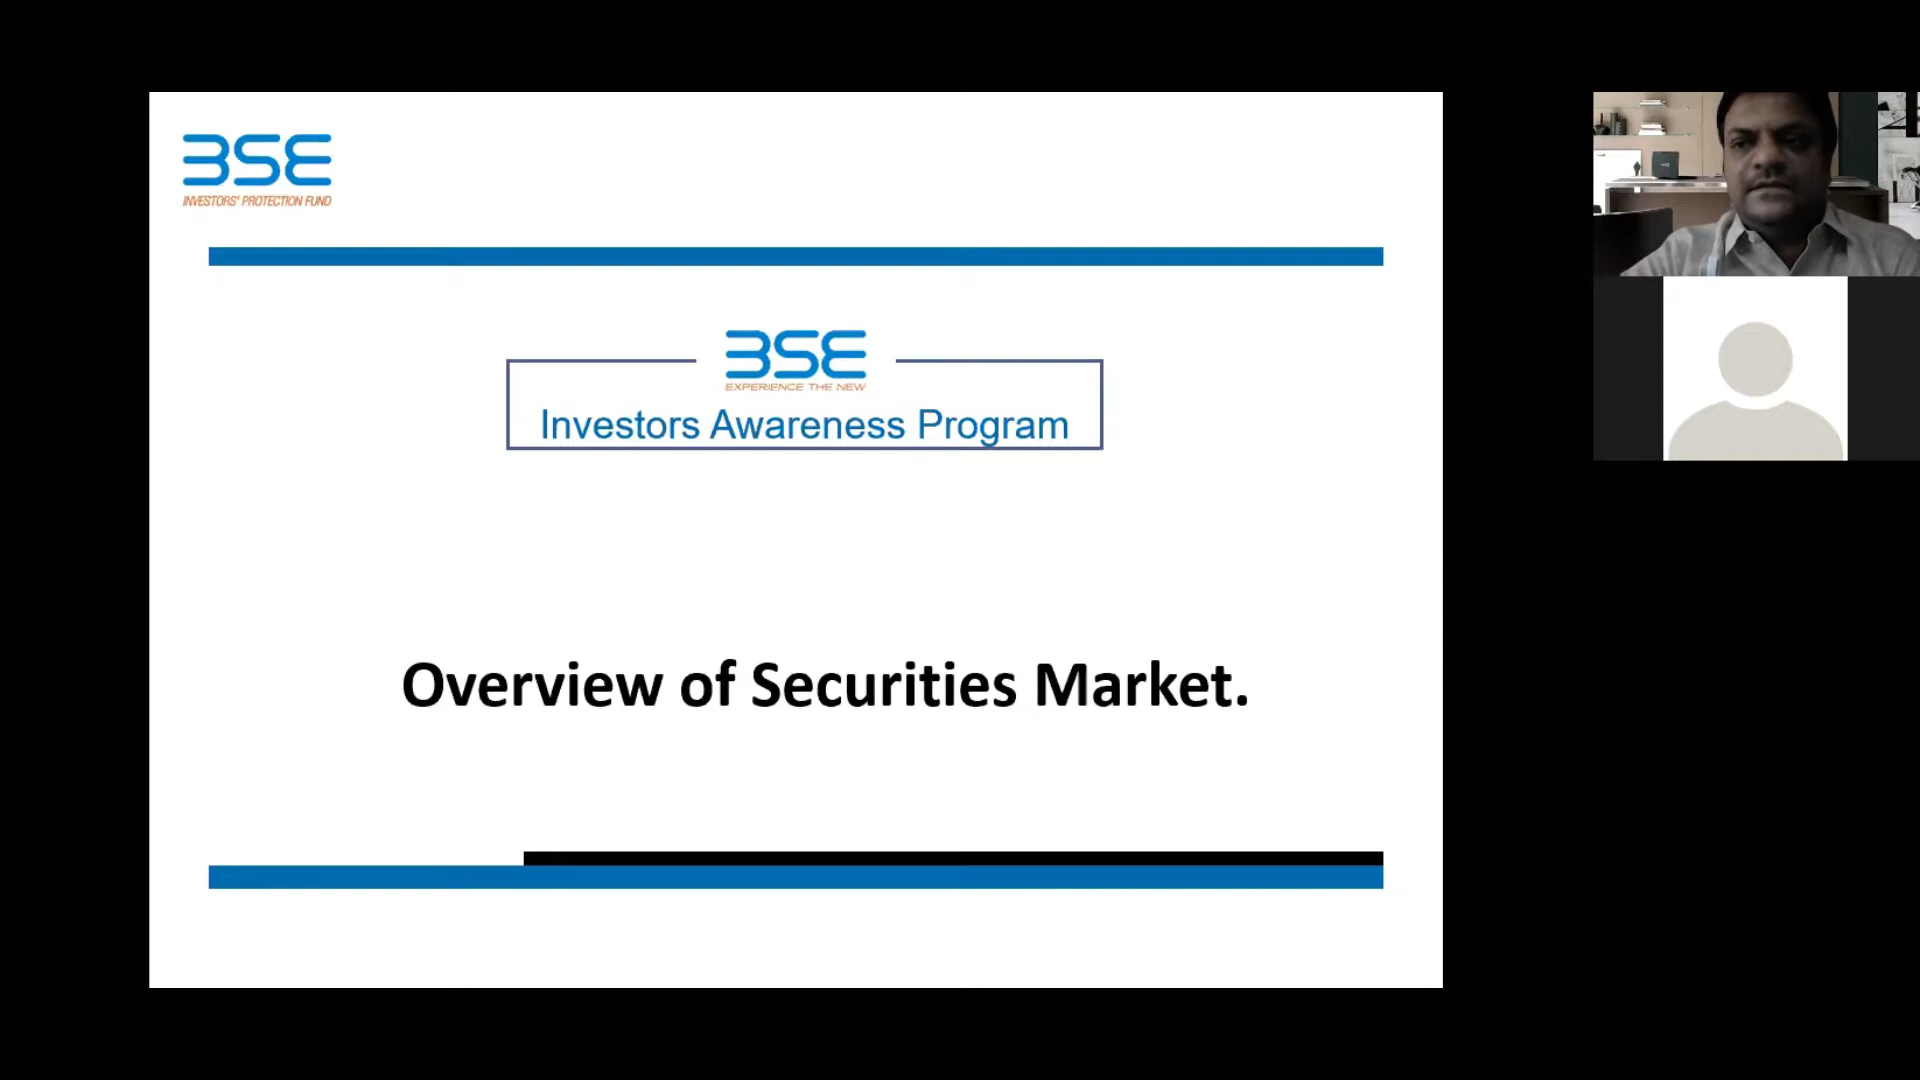 BSE
INVESTORS' PROTECTION FUND
BSE
EXPERIENCE THE NEW
Investors Awareness Program
Overview of Securities Market.